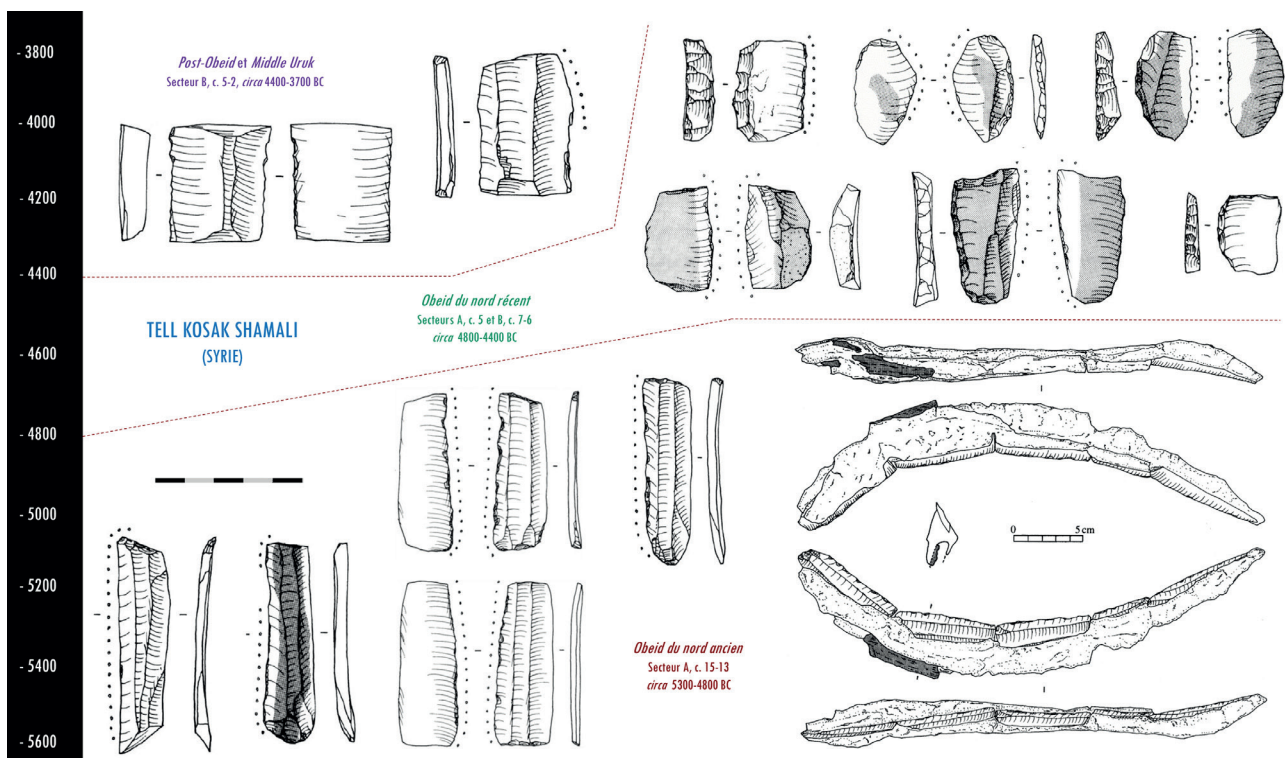 - 3800
- 4000
- 4200
- 4400
- 4600
- 4800
- 5000
- 5200
- 5400
- 5600
Post-Obeid et Middle Uruk
Secteur B, c. 5-2, circa 4400-3700 BC
TELL KOSAK SHAMALI
(SYRIE)
Obeid du nord récent
Secteurs A, c. 5 et B, c. 7-6
circa 4800-4400 BC
0 5 cm
Obeid du nord ancien
Secteur A, c. 15-13
circa 5300-4800 BC